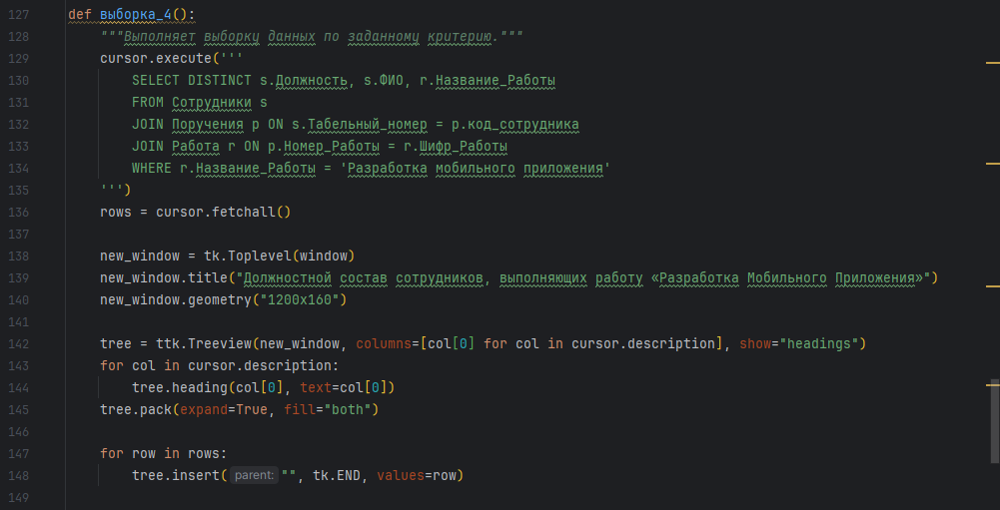 127 def выборка_4():
128     """Выполняет выборку данных по заданному критерию."""
129     cursor.execute('''
130         SELECT DISTINCT s.Должность, s.ФИО, r.Название_Работы
131         FROM Сотрудники s
132         JOIN Поручения p ON s.Табельный_номер = p.код_сотрудника
133         JOIN Работа r ON p.Номер_Работы = r.Шифр_Работы
134         WHERE r.Название_Работы = 'Разработка мобильного приложения'
135     ''')
136     rows = cursor.fetchall()
137
138     new_window = tk.Toplevel(window)
139     new_window.title("Должностной состав сотрудников, выполняющих работу «Разработка Мобильного Приложения»")
140     new_window.geometry("1200x160")
141
142     tree = ttk.Treeview(new_window, columns=[col[0] for col in cursor.description], show="headings")
143     for col in cursor.description:
144         tree.heading(col[0], text=col[0])
145     tree.pack(expand=True, fill="both")
146
147     for row in rows:
148         tree.insert( parent: "", tk.END, values=row)
149